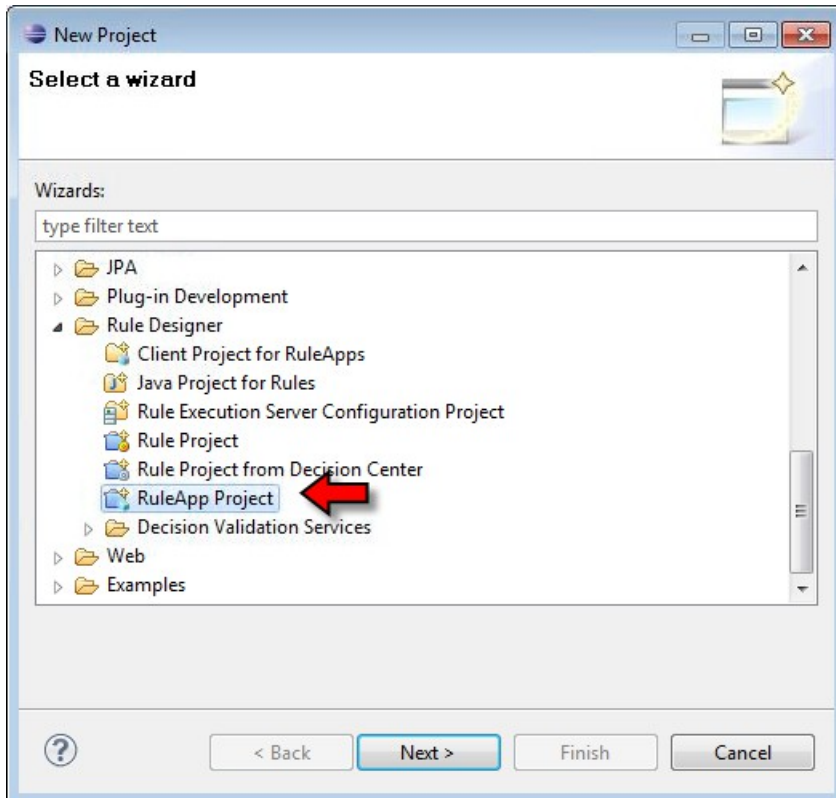 New Project
Select a wizard
Wizards:
type filter text
JPA
Plug-in Development
Rule Designer
Client Project for RuleApps
Java Project for Rules
Rule Execution Server Configuration Project
Rule Project
Rule Project from Decision Center
RuleApp Project
Decision Validation Services
Web
Examples
? < Back Next > Finish Cancel